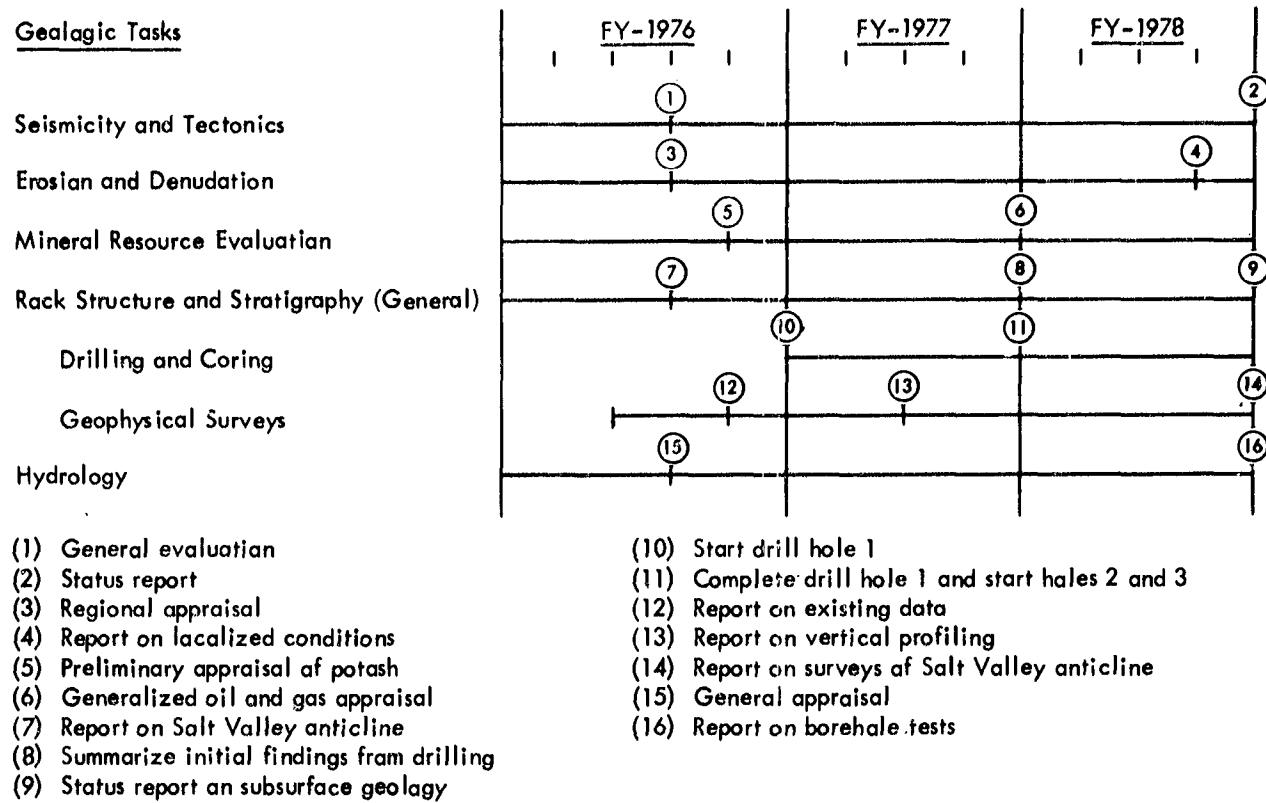 Gealagic Tasks
FY-1976 FY-1977 FY-1978
1 2
Seismicity and Tectonics
3 4
Erosian and Denudation
5 6
Mineral Resource Evaluation
7 8 9
Rack Structure and Stratigraphy (General)
10 11
Drilling and Coring
12 13 14
Geophysical Surveys
15 16
Hydrology
(1) General evaluation
(2) Status report
(3) Regional appraisal
(4) Report on lacalized conditions
(5) Preliminary appraisal af potash
(6) Generalized oil and gas appraisal
(7) Report on Salt Valley anticline
(8) Summarize initial findings fram drilling
(9) Status report an subsurface gealagy
(10) Start drill hole 1
(11) Complete drill hole 1 and start hales 2 and 3
(12) Report on existing data
(13) Report on vertical profiling
(14) Report on surveys af Salt Valley anticline
(15) General appraisal
(16) Report on borehale tests